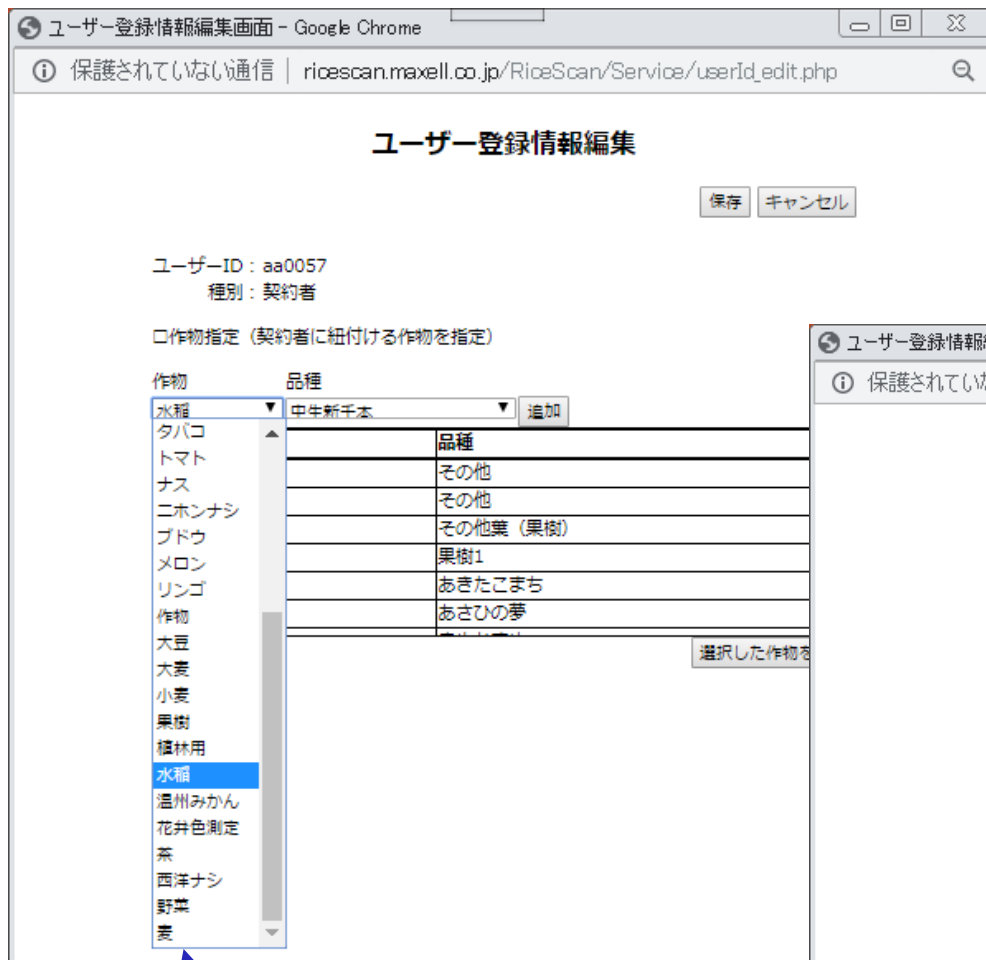 ユーザー登録情報編集画面 - Google Chrome
保護されていない通信 | ricescan.maxell.co.jp/RiceScan/Service/userId_edit.php
ユーザー登録情報編集
保存 キャンセル
ユーザーID : aa0057
種別 : 契約者
□作物指定（契約者に紐付ける作物を指定）
作物 品種
水稲 中生新千本 追加
タバコ
トマト
ナス
ニホンナシ
ブドウ
メロン
リンゴ
作物
大豆
大麦
小麦
果樹
植林用
水稲
温州みかん
花卉色測定
茶
西洋ナシ
野菜
麦
品種
その他
その他
その他葉（果樹）
果樹1
あきたこまち
あさひの夢
選択した作物を
ユーザー登録情報
保護されてい